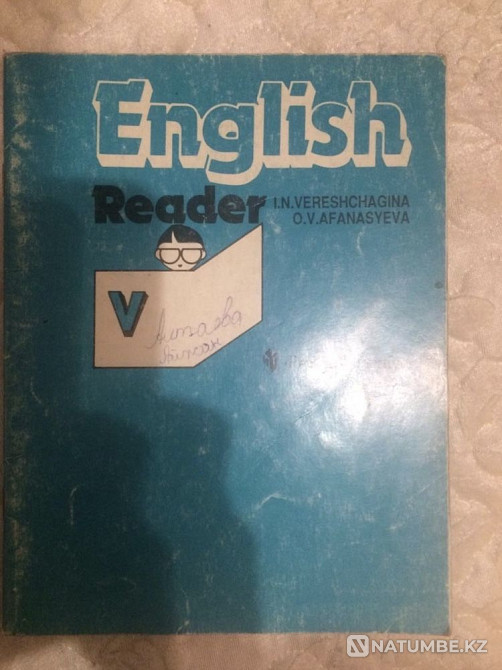 English
Reader
I.N.VERESHCHAGINA
O.V.AFANASYEVA
V
NATUMBE.KZ